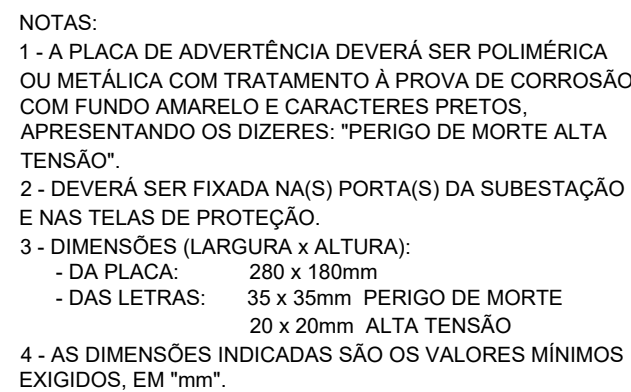 NOTAS:
1 - A PLACA DE ADVERTÊNCIA DEVERÁ SER POLIMÉRICA
OU METÁLICA COM TRATAMENTO À PROVA DE CORROSÃO
COM FUNDO AMARELO E CARACTERES PRETOS,
APRESENTANDO OS DIZERES: "PERIGO DE MORTE ALTA
TENSÃO".
2 - DEVERÁ SER FIXADA NA(S) PORTA(S) DA SUBESTAÇÃO
E NAS TELAS DE PROTEÇÃO.
3 - DIMENSÕES (LARGURA x ALTURA):
- DA PLACA: 280 x 180mm
- DAS LETRAS: 35 x 35mm PERIGO DE MORTE
20 x 20mm ALTA TENSÃO
4 - AS DIMENSÕES INDICADAS SÃO OS VALORES MÍNIMOS
EXIGIDOS, EM "mm".